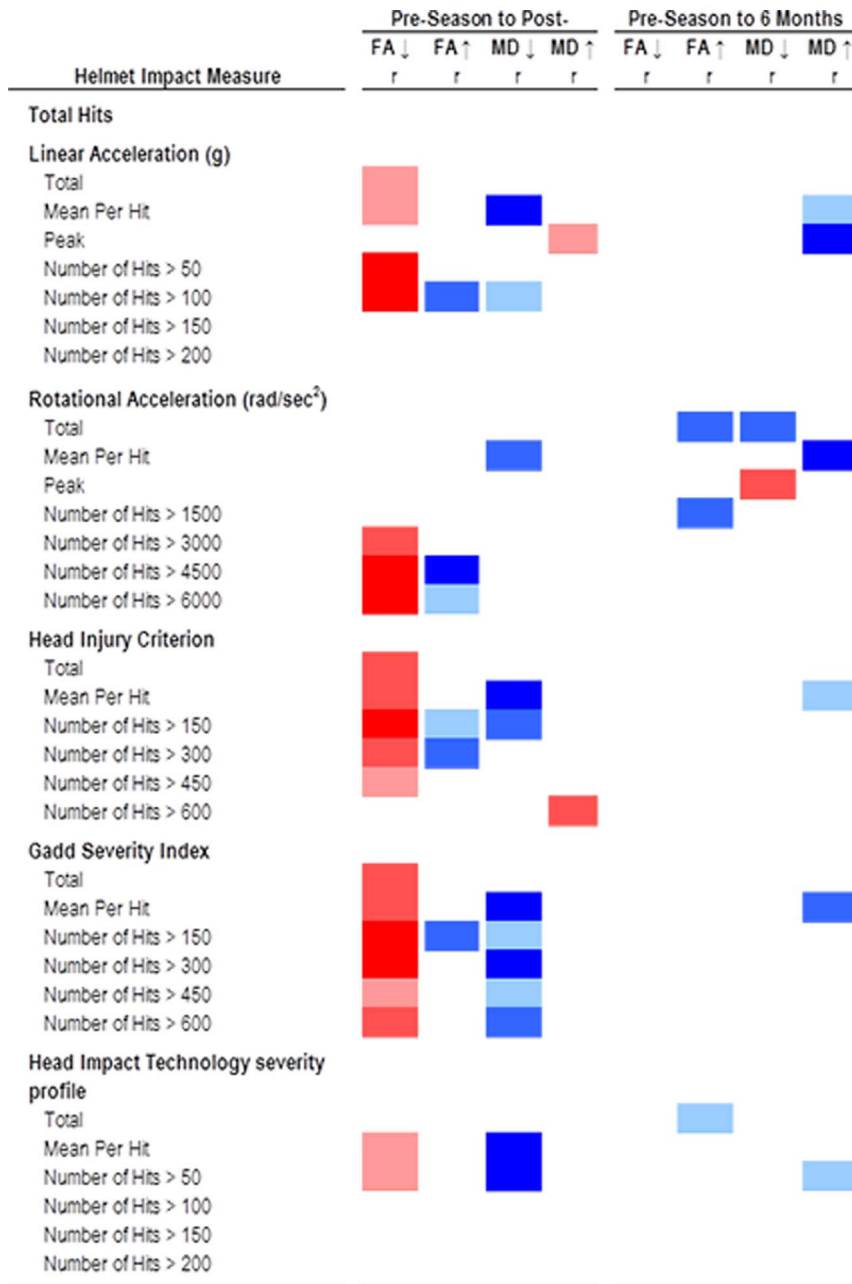 Pre-Season to Post- Pre-Season to 6 Months
FA ↓ FA ↑ MD ↓ MD ↑ FA ↓ FA ↑ MD ↓ MD ↑
Helmet Impact Measure r r r r r r r r
Total Hits
Linear Acceleration (g)
Total
Mean Per Hit
Peak
Number of Hits > 50
Number of Hits > 100
Number of Hits > 150
Number of Hits > 200
Rotational Acceleration (rad/sec²)
Total
Mean Per Hit
Peak
Number of Hits > 1500
Number of Hits > 3000
Number of Hits > 4500
Number of Hits > 6000
Head Injury Criterion
Total
Mean Per Hit
Number of Hits > 150
Number of Hits > 300
Number of Hits > 450
Number of Hits > 600
Gadd Severity Index
Total
Mean Per Hit
Number of Hits > 150
Number of Hits > 300
Number of Hits > 450
Number of Hits > 600
Head Impact Technology severity
profile
Total
Mean Per Hit
Number of Hits > 50
Number of Hits > 100
Number of Hits > 150
Number of Hits > 200